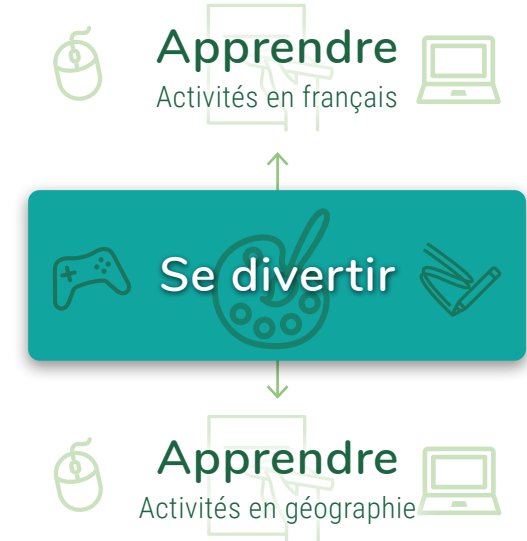 Apprendre
Activités en français
Se divertir
Apprendre
Activités en géographie